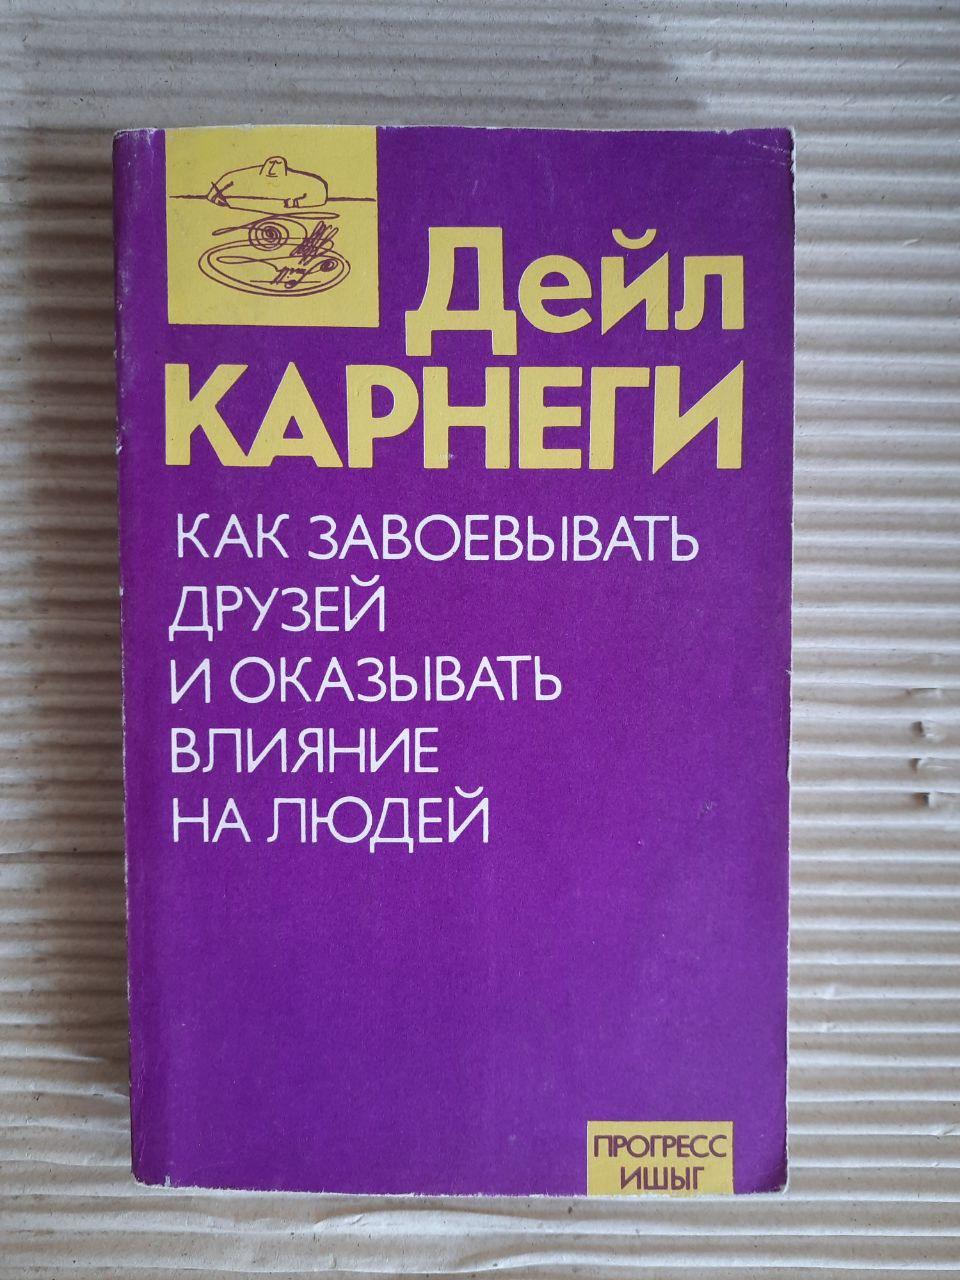 Дейл
КАРНЕГИ
КАК ЗАВОЕВЫВАТЬ
ДРУЗЕЙ
И ОКАЗЫВАТЬ
ВЛИЯНИЕ
НА ЛЮДЕЙ
ПРОГРЕСС
ИШЫГ